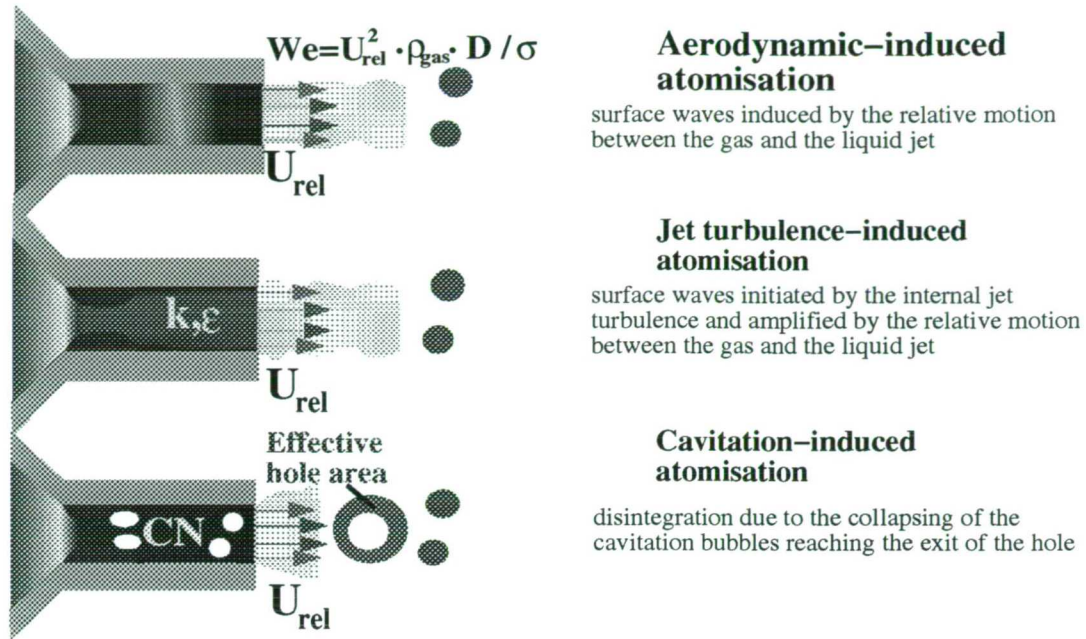 We=U²rel · ρgas · D / σ
Urel
Aerodynamic–induced
atomisation
surface waves induced by the relative motion
between the gas and the liquid jet
k,ε
Urel
Jet turbulence–induced
atomisation
surface waves initiated by the internal jet
turbulence and amplified by the relative motion
between the gas and the liquid jet
Effective
hole area
CN
Urel
Cavitation–induced
atomisation
disintegration due to the collapsing of the
cavitation bubbles reaching the exit of the hole